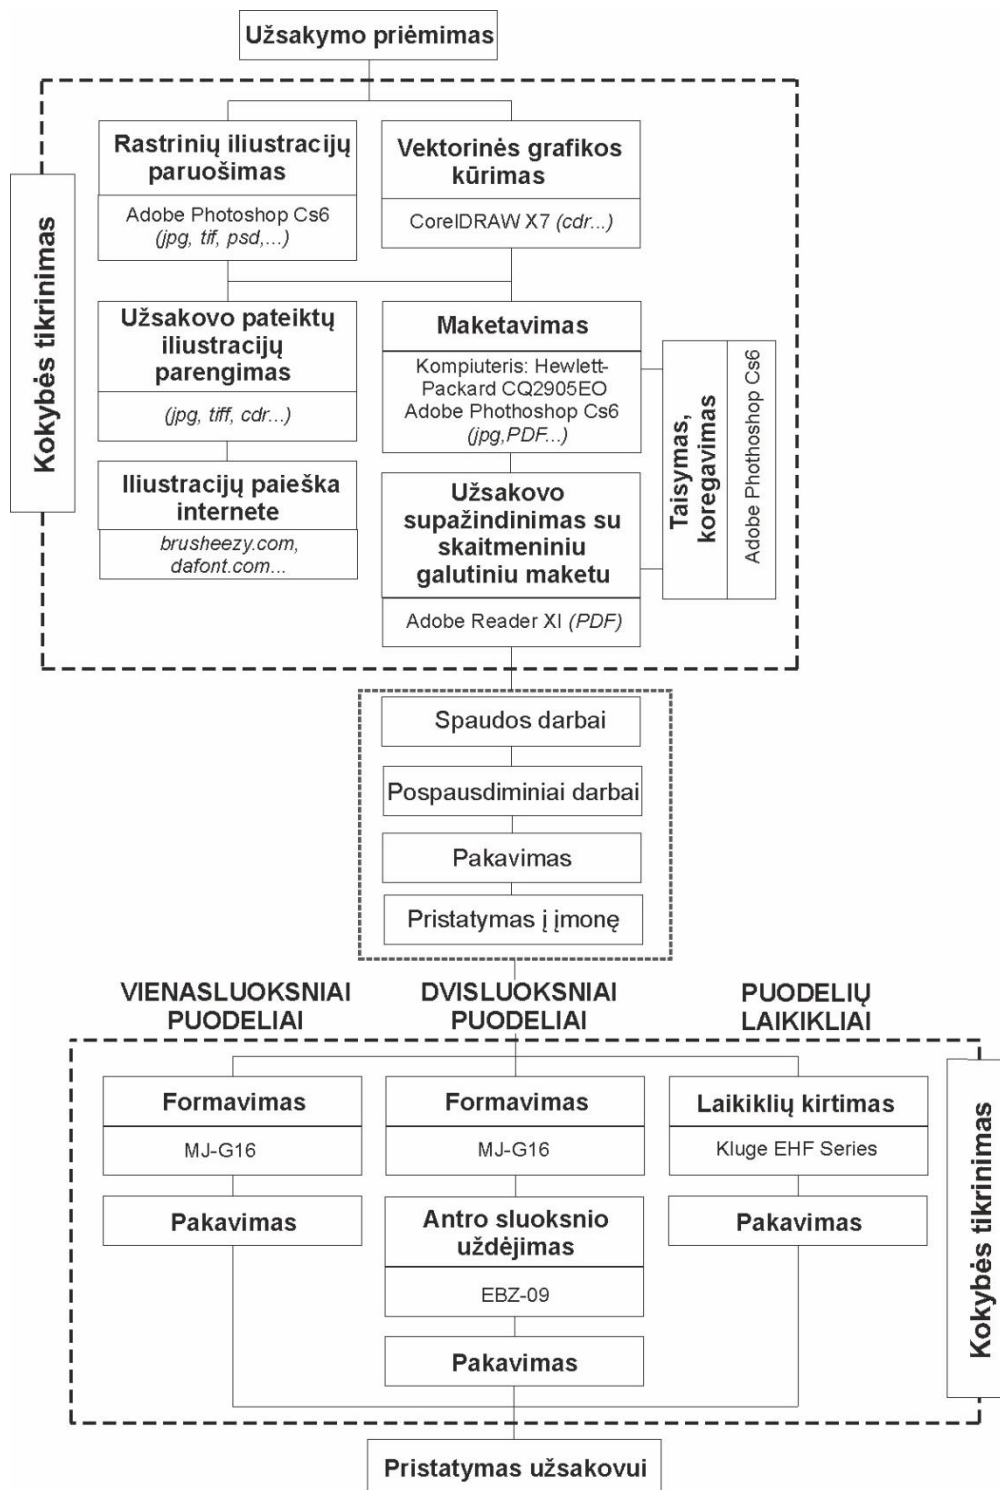 Užsakymo priėmimas
Kokybės tikrinimas
Rastrinių iliustracijų
paruošimas
Adobe Photoshop Cs6
(jpg, tif, psd,...)
Vektorinės grafikos
kūrimas
CorelDRAW X7 (cdr...)
Užsakovo pateiktų
iliustracijų
parengimas
(jpg, tiff, cdr...)
Iliustracijų paieška
internete
brusheezy.com,
dafont.com...
Maketavimas
Kompiuteris: Hewlett-
Packard CQ2905EO
Adobe Phothoshop Cs6
(jpg,PDF...)
Užsakovo
supažindinimas su
skaitmeniniu
galutiniu maketu
Adobe Reader XI (PDF)
Taisymas,
koregavimas
Adobe Phothoshop Cs6
Spaudos darbai
Pospausdiminiai darbai
Pakavimas
Pristatymas į įmonę
VIENASLUOKSNIAI
PUODELIAI
DVISLUOKSNIAI
PUODELIAI
PUODELIŲ
LAIKIKLIAI
Formavimas
MJ-G16
Pakavimas
Formavimas
MJ-G16
Antro sluoksnio
uždėjimas
EBZ-09
Pakavimas
Laikiklių kirtimas
Kluge EHF Series
Pakavimas
Kokybės tikrinimas
Pristatymas užsakovui